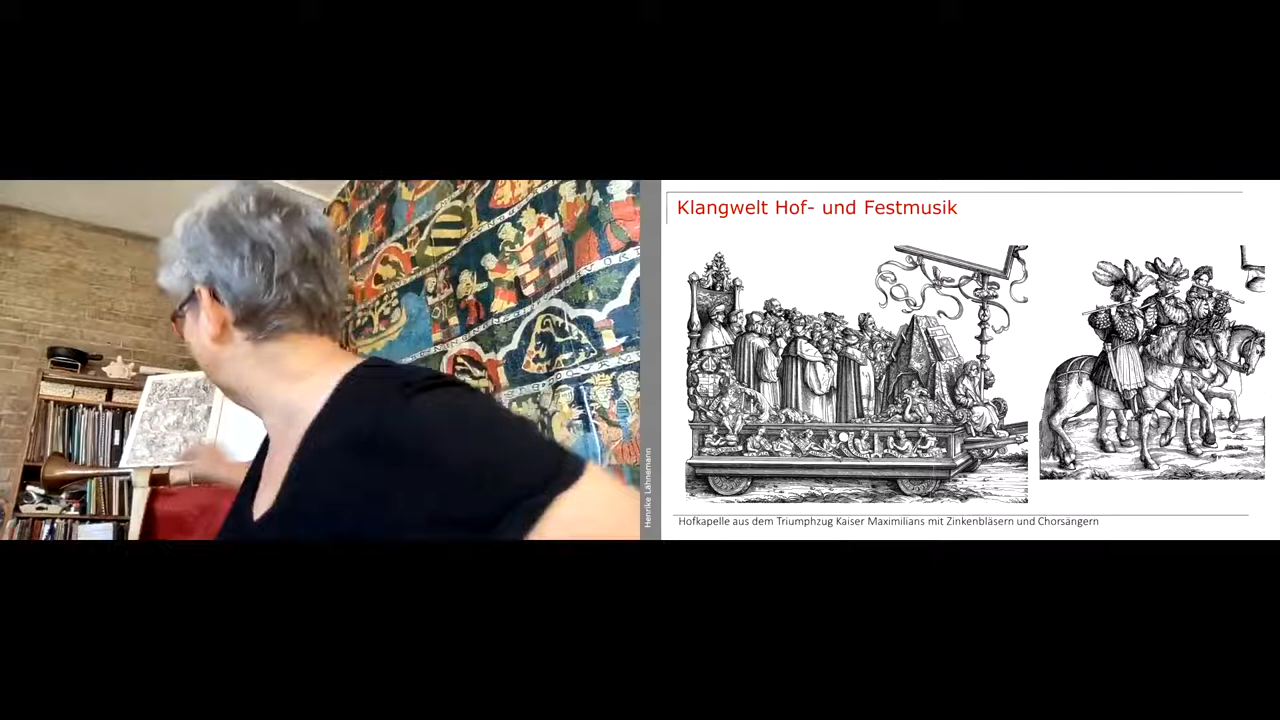 Klangwelt Hof- und Festmusik
Hofkapelle aus dem Triumphzug Kaiser Maximilians mit Zinkenbläsern und Chorsängern
Henrike Lähnemann